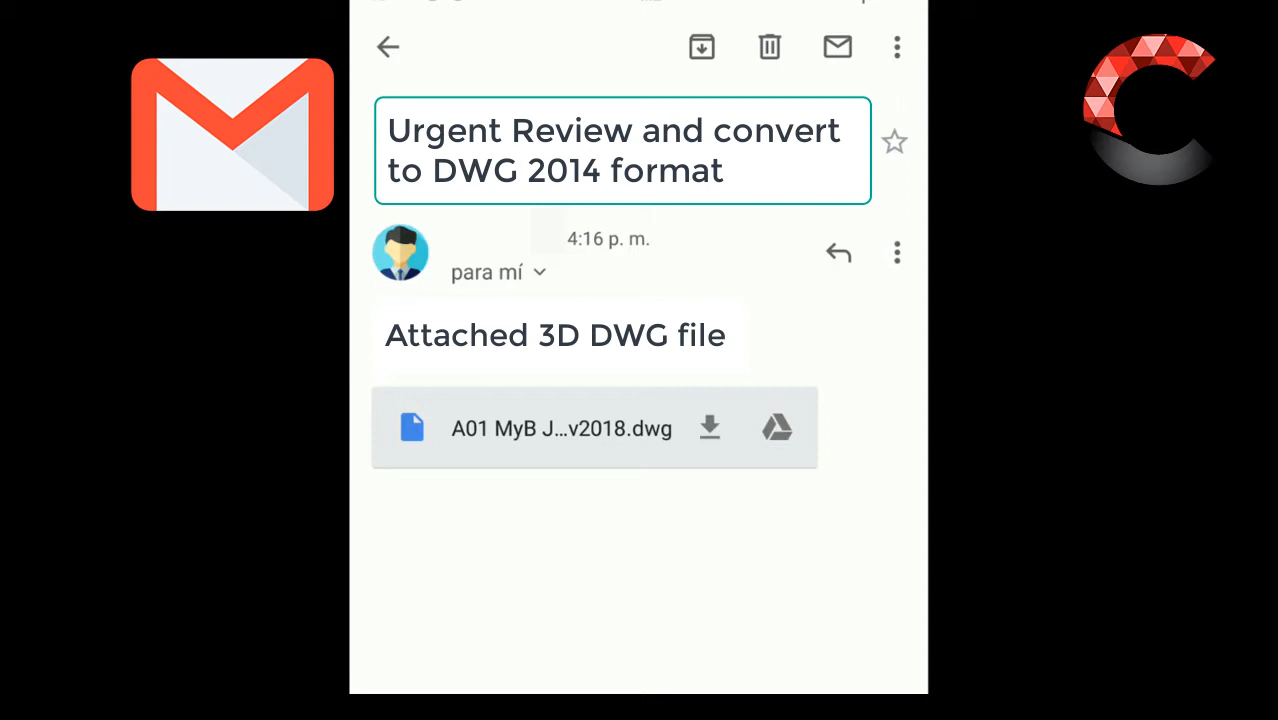 Urgent Review and convert
to DWG 2014 format
4:16 p. m.
para mí
Attached 3D DWG file
A01 MyB J...v2018.dwg